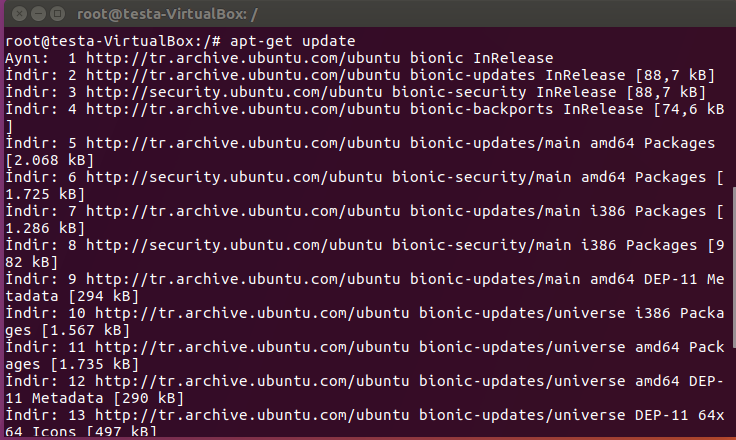 root@testa-VirtualBox: /
root@testa-VirtualBox:/# apt-get update
Aynı:  1 http://tr.archive.ubuntu.com/ubuntu bionic InRelease
İndir: 2 http://tr.archive.ubuntu.com/ubuntu bionic-updates InRelease [88,7 kB]
İndir: 3 http://security.ubuntu.com/ubuntu bionic-security InRelease [88,7 kB]
İndir: 4 http://tr.archive.ubuntu.com/ubuntu bionic-backports InRelease [74,6 kB
]
İndir: 5 http://tr.archive.ubuntu.com/ubuntu bionic-updates/main amd64 Packages
[2.068 kB]
İndir: 6 http://security.ubuntu.com/ubuntu bionic-security/main amd64 Packages [
1.725 kB]
İndir: 7 http://tr.archive.ubuntu.com/ubuntu bionic-updates/main i386 Packages [
1.286 kB]
İndir: 8 http://security.ubuntu.com/ubuntu bionic-security/main i386 Packages [9
82 kB]
İndir: 9 http://tr.archive.ubuntu.com/ubuntu bionic-updates/main amd64 DEP-11 Me
tadata [294 kB]
İndir: 10 http://tr.archive.ubuntu.com/ubuntu bionic-updates/universe i386 Packa
ges [1.567 kB]
İndir: 11 http://tr.archive.ubuntu.com/ubuntu bionic-updates/universe amd64 Pack
ages [1.735 kB]
İndir: 12 http://tr.archive.ubuntu.com/ubuntu bionic-updates/universe amd64 DEP-
11 Metadata [290 kB]
İndir: 13 http://tr.archive.ubuntu.com/ubuntu bionic-updates/universe DEP-11 64x
64 Icons [497 kB]